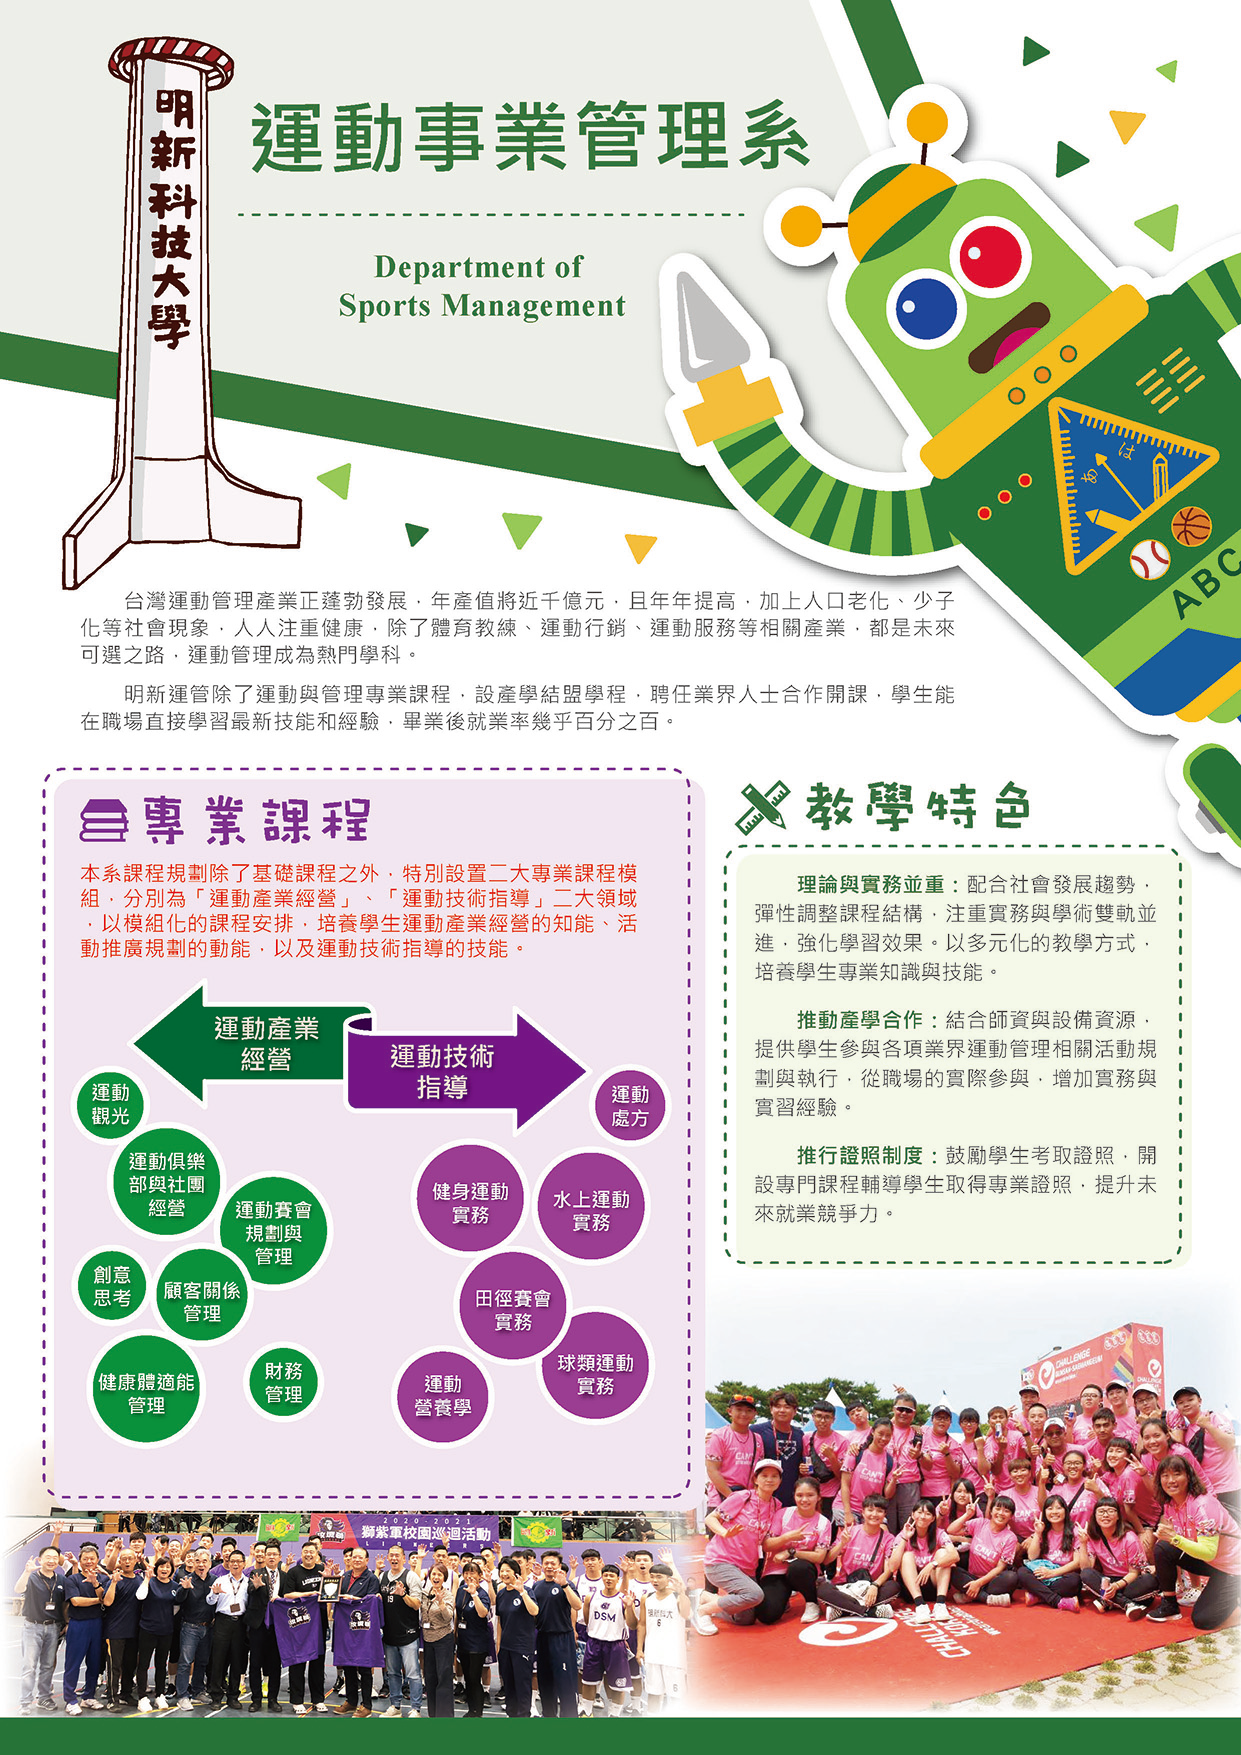 明新科技大學
運動事業管理系
Department of
Sports Management
あ
は
ABC
台灣運動管理產業正蓬勃發展，年產值將近千億元，且年年提高，加上人口老化、少子
化等社會現象，人人注重健康，除了體育教練、運動行銷、運動服務等相關產業，都是未來
可選之路，運動管理成為熱門學科。
明新運管除了運動與管理專業課程，設產學結盟學程，聘任業界人士合作開課，學生能
在職場直接學習最新技能和經驗，畢業後就業率幾乎百分之百。
專業課程
本系課程規劃除了基礎課程之外，特別設置二大專業課程模
組，分別為「運動產業經營」、「運動技術指導」二大領域
，以模組化的課程安排，培養學生運動產業經營的知能、活
動推廣規劃的動能，以及運動技術指導的技能。
運動產業
經營
運動技術
指導
運動
觀光
運動俱樂
部與社團
經營
運動賽會
規劃與
管理
創意
思考
顧客關係
管理
健康體適能
管理
財務
管理
運動
處方
健身運動
實務
水上運動
實務
田徑賽會
實務
球類運動
實務
運動
營養學
教學特色
理論與實務並重：配合社會發展趨勢，
彈性調整課程結構，注重實務與學術雙軌並
進，強化學習效果。以多元化的教學方式，
培養學生專業知識與技能。
推動產學合作：結合師資與設備資源，
提供學生參與各項業界運動管理相關活動規
劃與執行，從職場的實際參與，增加實務與
實習經驗。
推行證照制度：鼓勵學生考取證照，開
設專門課程輔導學生取得專業證照，提升未
來就業競爭力。
2020-2021
獅紫軍校園巡迴活動
LIONEERS
DSM
19
6
CHALLENGE
CHALLENGE